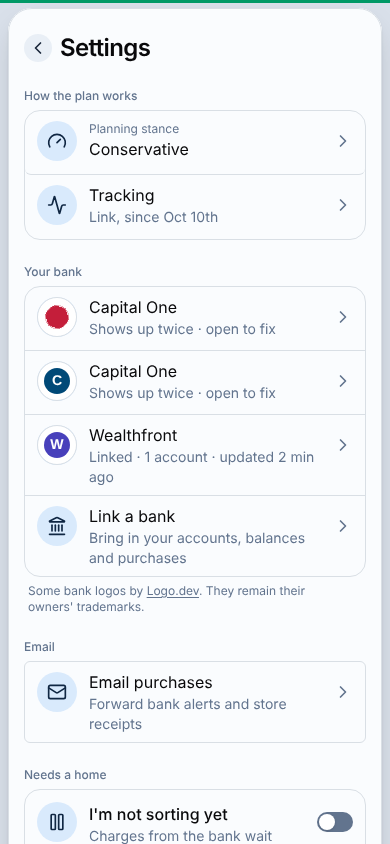 Settings
How the plan works
Planning stance
Conservative
Tracking
Link, since Oct 10th
Your bank
Capital One
Shows up twice · open to fix
C
Capital One
Shows up twice · open to fix
W
Wealthfront
Linked · 1 account · updated 2 min
ago
Link a bank
Bring in your accounts, balances
and purchases
Some bank logos by Logo.dev. They remain their
owners' trademarks.
Email
Email purchases
Forward bank alerts and store
receipts
Needs a home
I'm not sorting yet
Charges from the bank wait